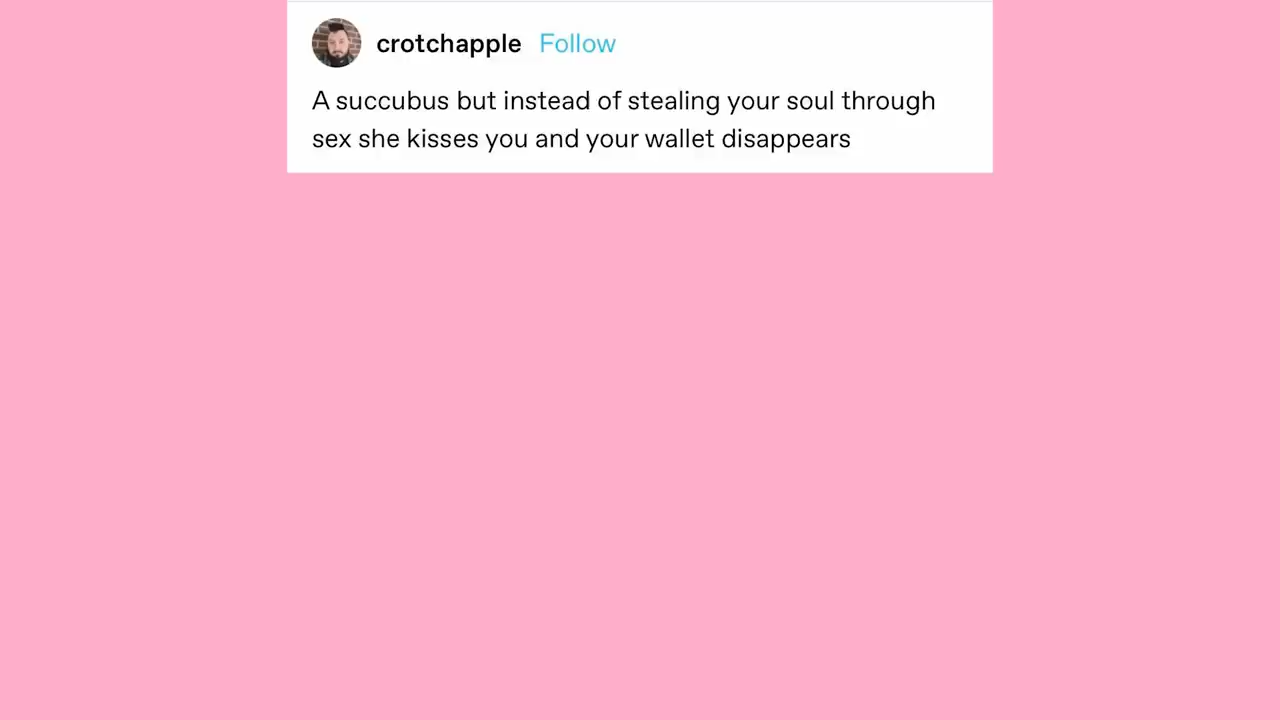 crotchapple Follow
A succubus but instead of stealing your soul through
sex she kisses you and your wallet disappears